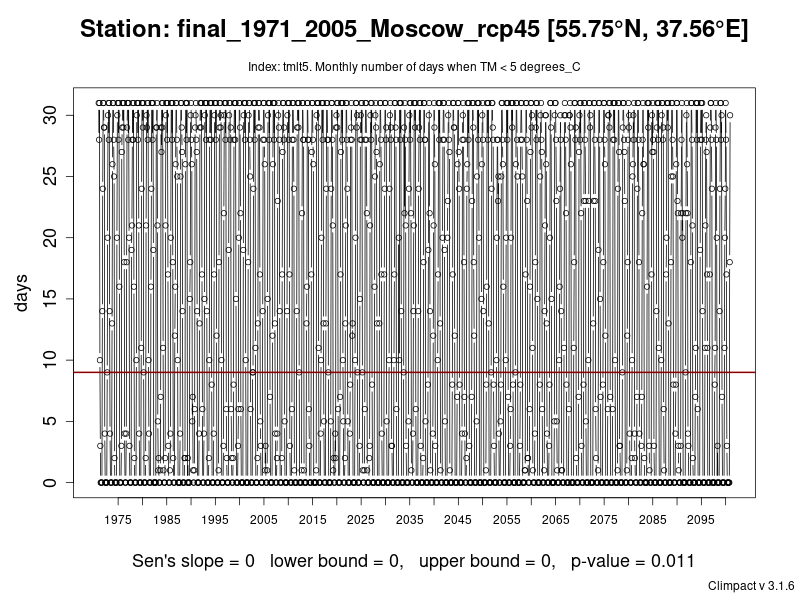 Station: final_1971_2005_Moscow_rcp45 [55.75°N, 37.56°E]
Index: tmlt5. Monthly number of days when TM < 5 degrees_C
days
30
25
20
15
10
5
0
1975 1985 1995 2005 2015 2025 2035 2045 2055 2065 2075 2085 2095
Sen's slope = 0 lower bound = 0, upper bound = 0, p-value = 0.011
Climpact v 3.1.6